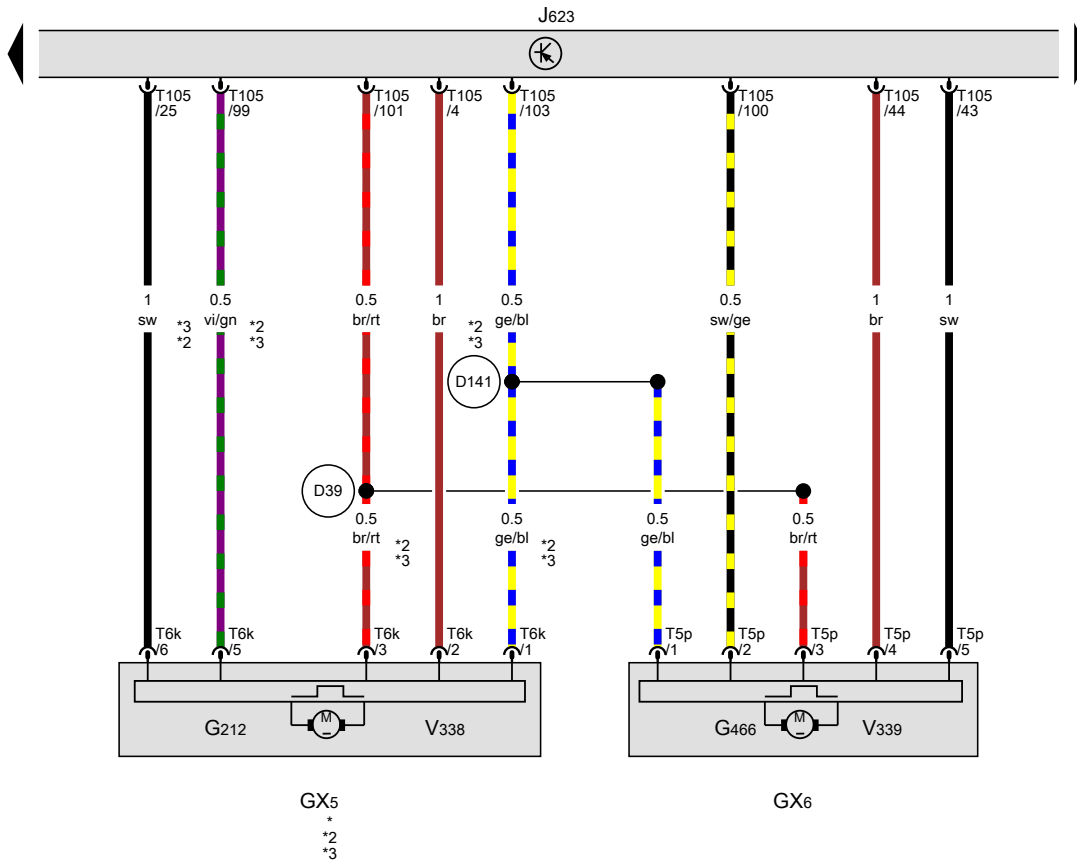 J623
T105 /25
T105 /99
T105 /101
T105 /4
T105 /103
T105 /100
T105 /44
T105 /43
1 sw
*3 *2
0.5 vi/gn
*2 *3
0.5 br/rt
1 br
*2 *3
0.5 ge/bl
0.5 sw/ge
1 br
1 sw
D141
D39
0.5 br/rt
*2 *3
0.5 ge/bl
*2 *3
0.5 ge/bl
0.5 br/rt
T6k /6
T6k /5
T6k /3
T6k /2
T6k /1
T5p /1
T5p /2
T5p /3
T5p /4
T5p /5
G212
M
V338
G466
M
V339
GX5
*
*2
*3
GX6